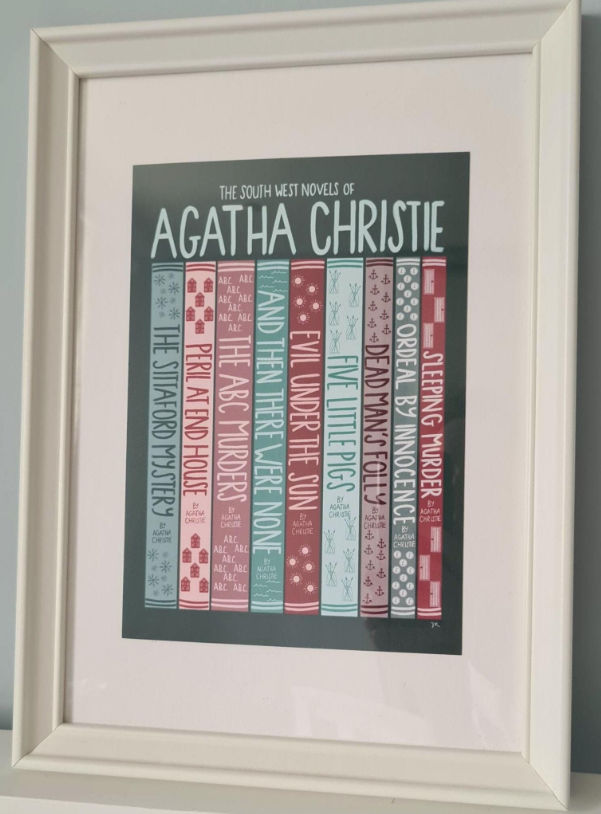 THE SOUTH WEST NOVELS OF
AGATHA CHRISTIE
THE SITTAFORD MYSTERY
BY
AGATHA
CHRISTIE
PERIL AT END HOUSE
BY
AGATHA
CHRISTIE
A.B.C. A.B.C.
A.B.C.
A.B.C. A.B.C.
A.B.C.
A.B.C. A.B.C.
A.B.C.
THE ABC MURDERS
BY
AGATHA
CHRISTIE
A.B.C.
A.B.C. A.B.C.
A.B.C.
A.B.C. A.B.C.
A.B.C.
A.B.C. A.B.C.
AND THEN THERE WERE NONE
BY
AGATHA
CHRISTIE
EVIL UNDER THE SUN
BY
AGATHA
CHRISTIE
FIVE LITTLE PIGS
BY
AGATHA
CHRISTIE
DEAD MAN'S FOLLY
BY
AGATHA
CHRISTIE
ORDEAL BY INNOCENCE
BY
AGATHA
CHRISTIE
SLEEPING MURDER
BY
AGATHA
CHRISTIE